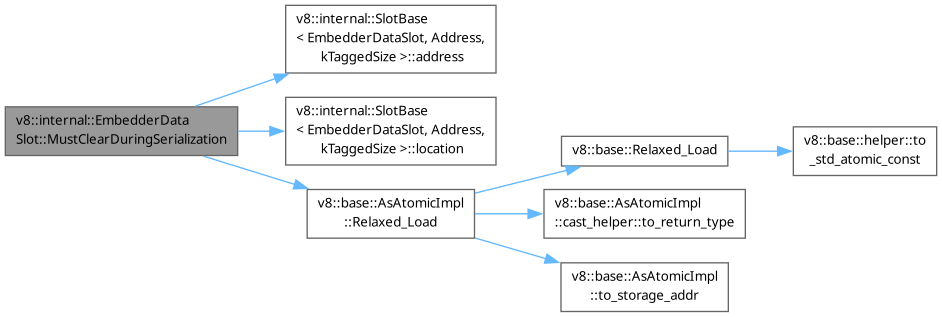 v8::internal::SlotBase
< EmbedderDataSlot, Address,
kTaggedSize >::address
v8::internal::EmbedderData
Slot::MustClearDuringSerialization
v8::internal::SlotBase
< EmbedderDataSlot, Address,
kTaggedSize >::location
v8::base::AsAtomicImpl
::Relaxed_Load
v8::base::Relaxed_Load
v8::base::helper::to
_std_atomic_const
v8::base::AsAtomicImpl
::cast_helper::to_return_type
v8::base::AsAtomicImpl
::to_storage_addr